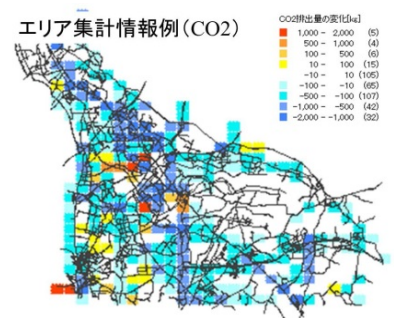 エリア集計情報例(CO2)
CO2排出量の変化[kg]
1,000 - 2,000 (5)
500 - 1,000 (4)
100 - 500 (6)
10 - 100 (15)
-10 - 10 (105)
-100 - -10 (65)
-500 - -100 (107)
-1,000 - -500 (42)
-2,000 - -1,000 (32)